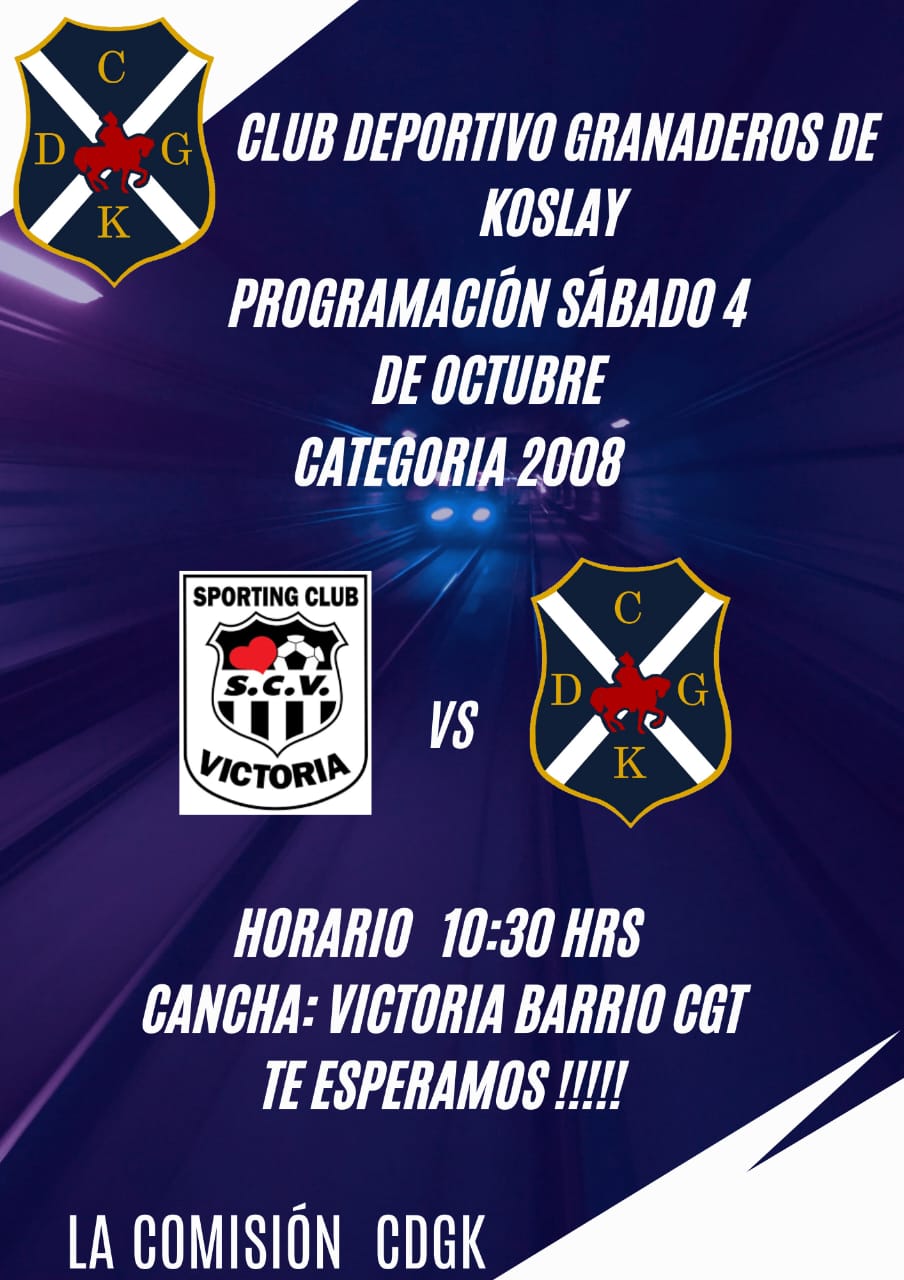 C
D G
K
CLUB DEPORTIVO GRANADEROS DE
KOSLAY
PROGRAMACIÓN SÁBADO 4
DE OCTUBRE
CATEGORIA 2008
SPORTING CLUB
S.C.V.
VICTORIA
VS
C
D G
K
HORARIO 10:30 HRS
CANCHA: VICTORIA BARRIO CGT
TE ESPERAMOS !!!!!
LA COMISIÓN CDGK